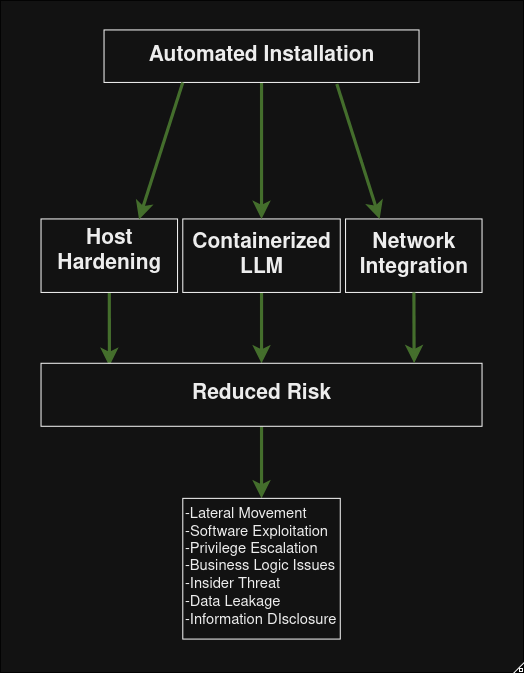 Automated Installation
Host
Hardening
Containerized
LLM
Network
Integration
Reduced Risk
-Lateral Movement
-Software Exploitation
-Privilege Escalation
-Business Logic Issues
-Insider Threat
-Data Leakage
-Information DIsclosure